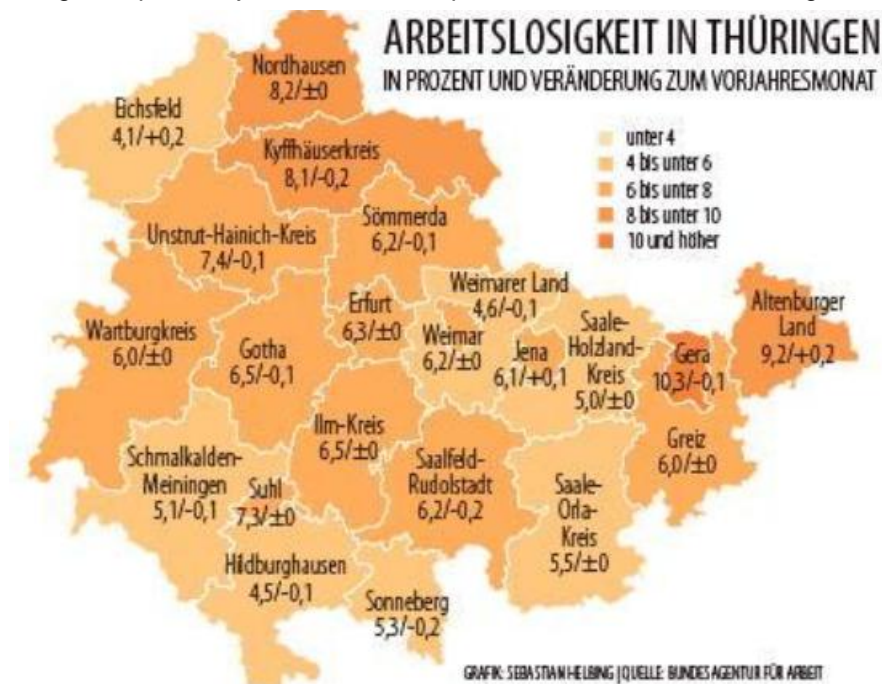 ARBEITSLOSIGKEIT IN THÜRINGEN
IN PROZENT UND VERÄNDERUNG ZUM VORJAHRESMONAT
unter 4
4 bis unter 6
6 bis unter 8
8 bis unter 10
10 und höher
Nordhausen
8,2/±0
Eichsfeld
4,1/+0,2
Kyffhäuserkreis
8,1/-0,2
Sömmerda
6,2/-0,1
Unstrut-Hainich-Kreis
7,4/-0,1
Weimarer Land
4,6/-0,1
Altenburger
Land
9,2/+0,2
Erfurt
6,3/±0
Wartburgkreis
6,0/±0
Gotha
6,5/-0,1
Weimar
6,2/±0
Jena
6,1/+0,1
Saale-
Holzland-
Kreis
5,0/±0
Gera
10,3/-0,1
Greiz
6,0/±0
Ilm-Kreis
6,5/±0
Saalfeld-
Rudolstadt
6,2/-0,2
Schmalkalden-
Meiningen
5,1/-0,1
Suhl
7,3/±0
Saale-
Orla-
Kreis
5,5/±0
Hildburghausen
4,5/-0,1
Sonneberg
5,3/-0,2
GRAFIK: SEBASTIAN HELBING | QUELLE: BUNDESAGENTUR FÜR ARBEIT